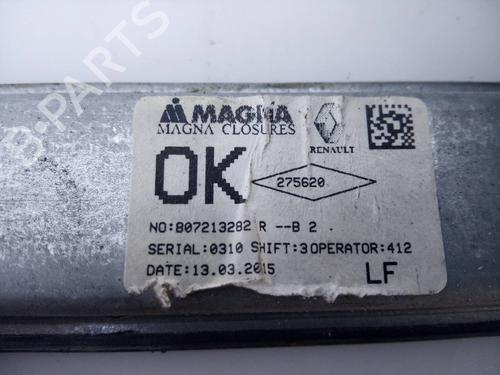 B-PARTS
MAGNA
MAGNA CLOSURES
RENAULT
OK
275620
NO:807213282 R --B 2
SERIAL:0310 SHIFT:3 OPERATOR:412
DATE:13.03.2015
LF